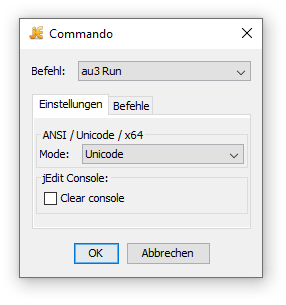 Commando
Befehl: au3 Run
Einstellungen Befehle
ANSI / Unicode / x64
Mode: Unicode
jEdit Console:
Clear console
OK Abbrechen